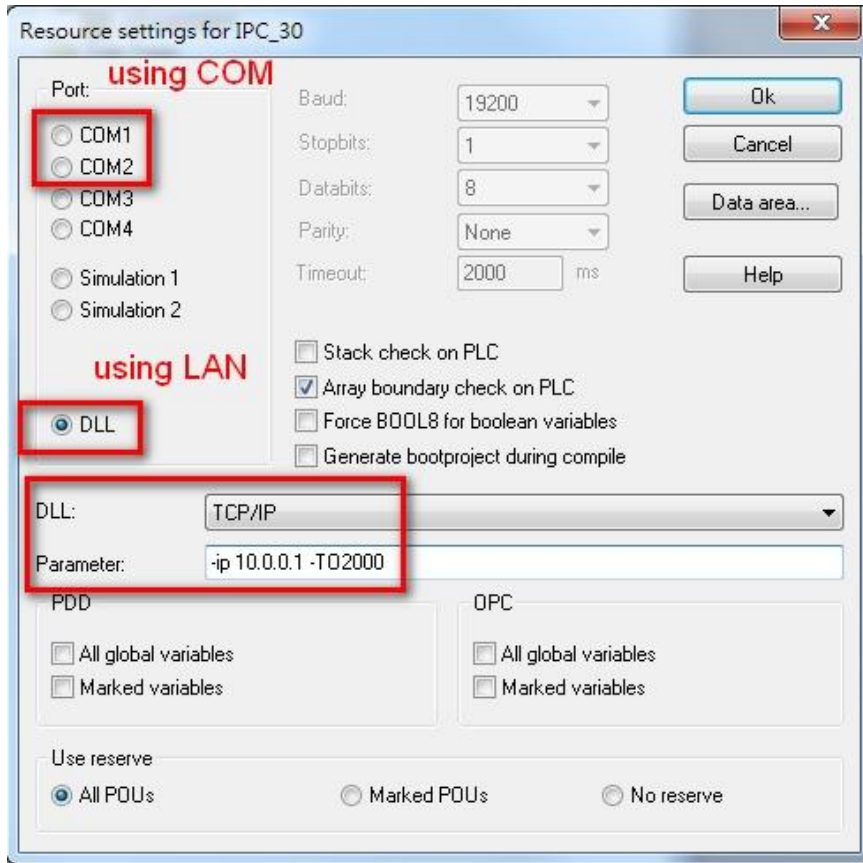 Resource settings for IPC_30
using COM
Port:
COM1
COM2
COM3
COM4
Simulation 1
Simulation 2
using LAN
DLL
Baud: 19200
Stopbits: 1
Databits: 8
Parity: None
Timeout: 2000 ms
Stack check on PLC
Array boundary check on PLC
Force BOOL8 for boolean variables
Generate bootproject during compile
Ok
Cancel
Data area...
Help
DLL: TCP/IP
Parameter: -ip 10.0.0.1 -TO2000
PDD
All global variables
Marked variables
OPC
All global variables
Marked variables
Use reserve
All POUs Marked POUs No reserve